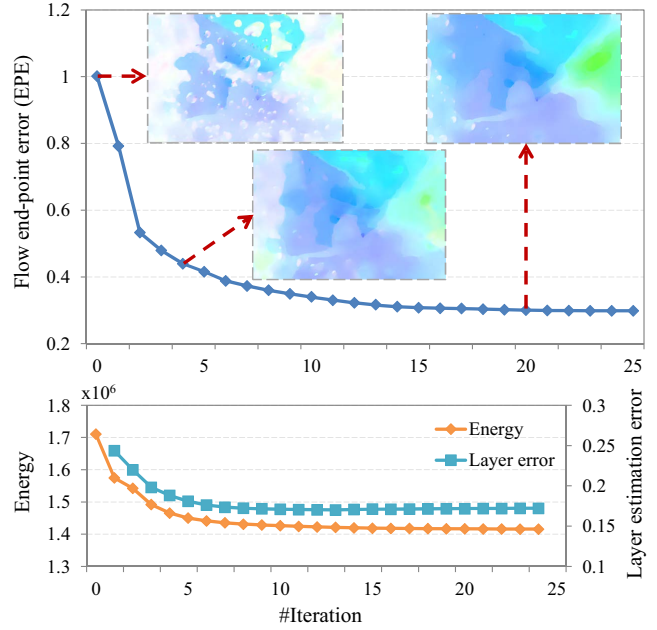 Flow end-point error (EPE)
1.2
1
0.8
0.6
0.4
0.2
0 5 10 15 20 25
x10⁶
Energy
1.8
1.7
1.6
1.5
1.4
1.3
Energy
Layer error
0.3
0.25
0.2
0.15
0.1
Layer estimation error
0 5 10 15 20 25
#Iteration